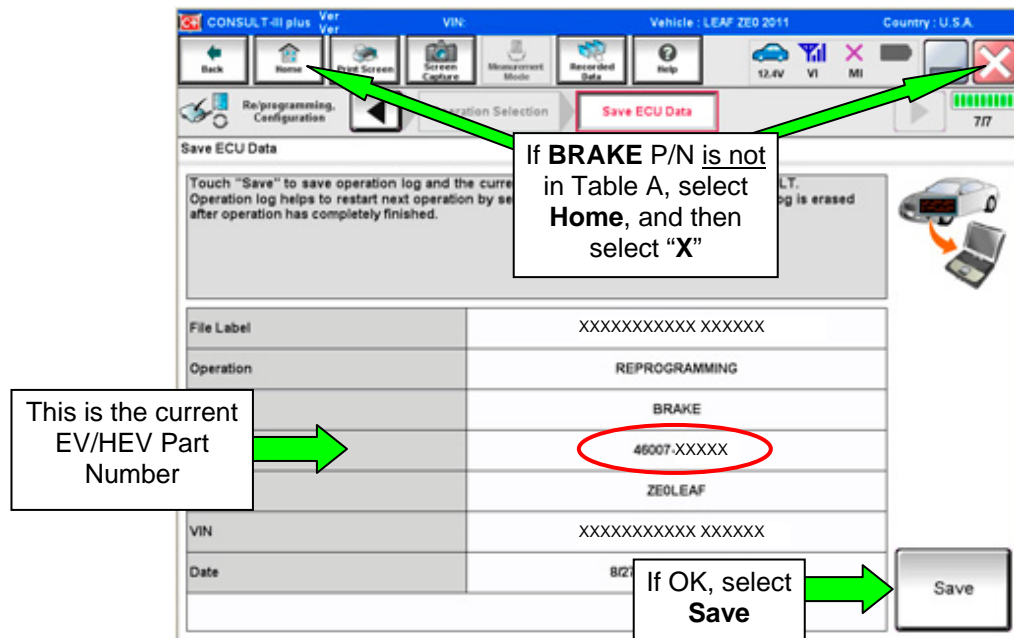 CONSULT-III plus Ver Ver VIN: Vehicle : LEAF ZE0 2011 Country : U.S.A.
Back Home Print Screen Screen Capture Measurement Mode Recorded Data Help 12.4V VI MI
Re/programming, Configuration Operation Selection Save ECU Data 7/7
Save ECU Data
Touch "Save" to save operation log and the curre LT.
Operation log helps to restart next operation by se og is erased
after operation has completely finished.
If BRAKE P/N is not
in Table A, select
Home, and then
select “X”
File Label XXXXXXXXXXX XXXXXX
Operation REPROGRAMMING
BRAKE
46007-XXXXX
ZE0LEAF
This is the current
EV/HEV Part
Number
VIN XXXXXXXXXXX XXXXXX
Date 8/27
If OK, select
Save
Save